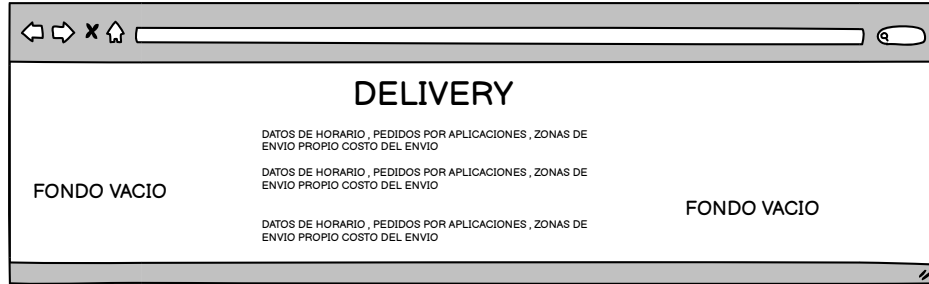 DELIVERY
DATOS DE HORARIO , PEDIDOS POR APLICACIONES , ZONAS DE
ENVIO PROPIO COSTO DEL ENVIO
DATOS DE HORARIO , PEDIDOS POR APLICACIONES , ZONAS DE
ENVIO PROPIO COSTO DEL ENVIO
FONDO VACIO
FONDO VACIO
DATOS DE HORARIO , PEDIDOS POR APLICACIONES , ZONAS DE
ENVIO PROPIO COSTO DEL ENVIO